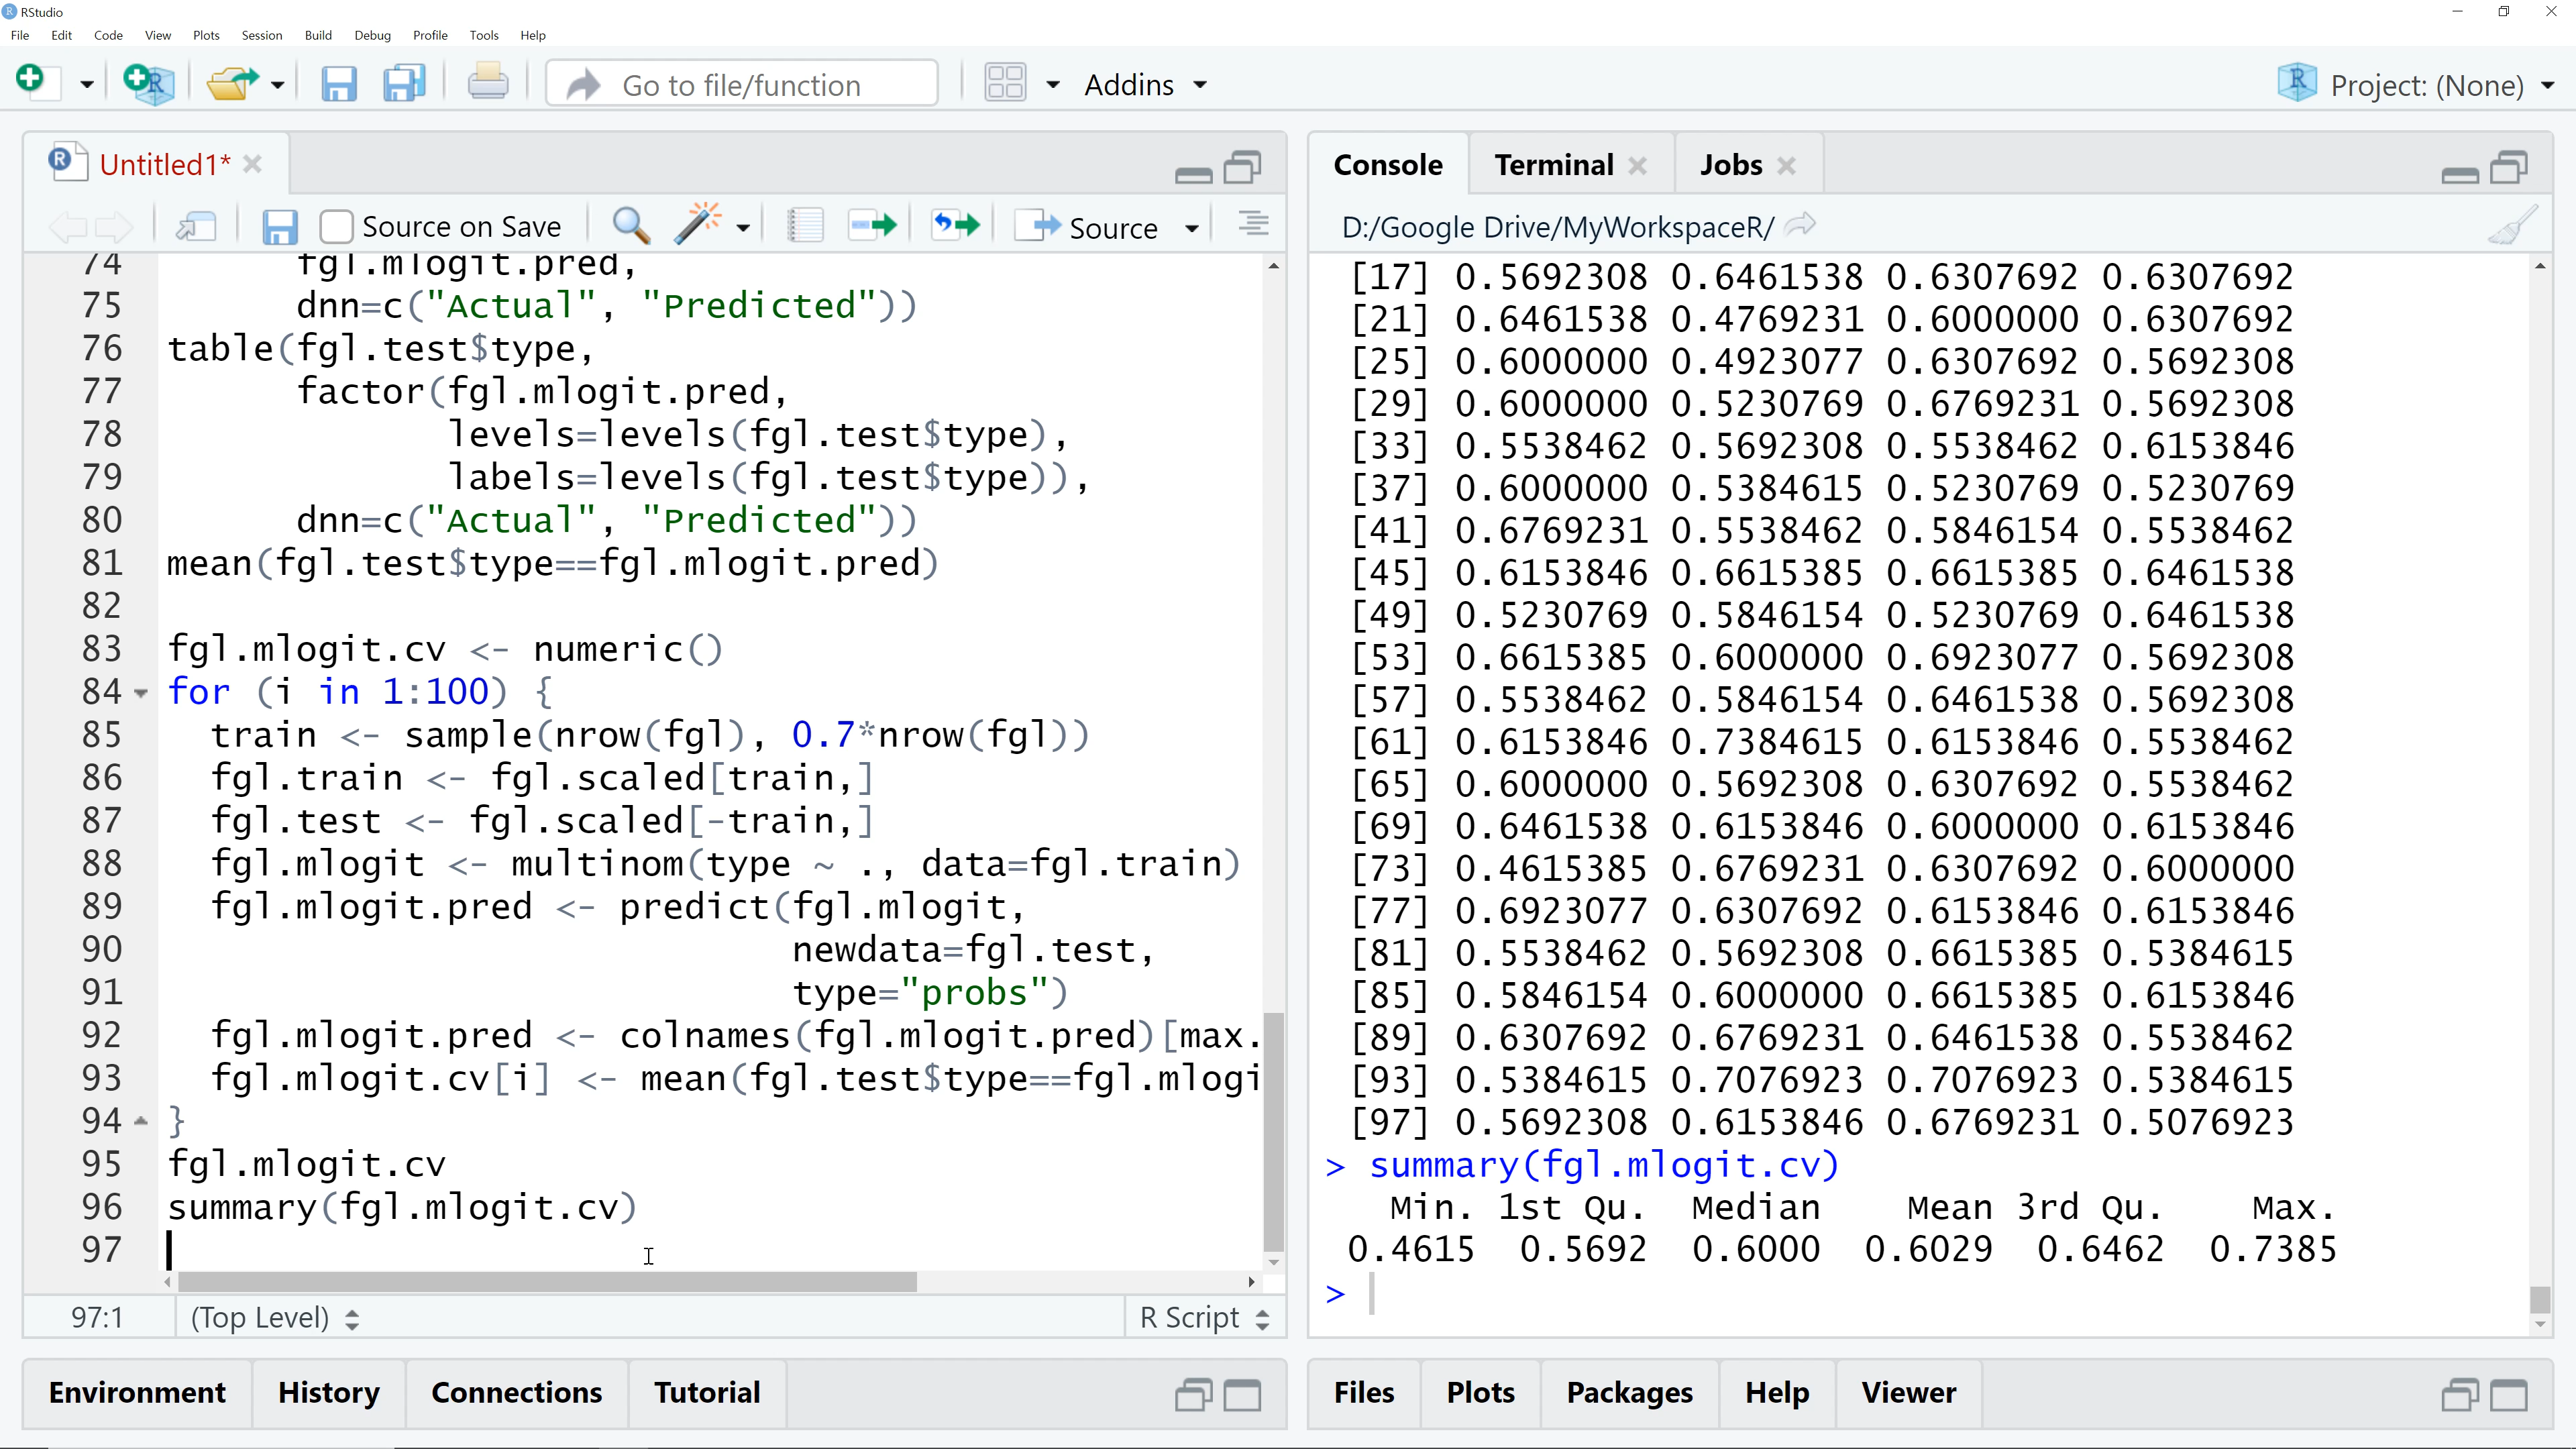 RStudio
File Edit Code View Plots Session Build Debug Profile Tools Help
Go to file/function Addins Project: (None)
Untitled1*
Source on Save Source
74 fgl.mlogit.pred,
75 dnn=c("Actual", "Predicted"))
76 table(fgl.test$type,
77 factor(fgl.mlogit.pred,
78 levels=levels(fgl.test$type),
79 labels=levels(fgl.test$type)),
80 dnn=c("Actual", "Predicted"))
81 mean(fgl.test$type==fgl.mlogit.pred)
82
83 fgl.mlogit.cv <- numeric()
84 for (i in 1:100) {
85 train <- sample(nrow(fgl), 0.7*nrow(fgl))
86 fgl.train <- fgl.scaled[train,]
87 fgl.test <- fgl.scaled[-train,]
88 fgl.mlogit <- multinom(type ~ ., data=fgl.train)
89 fgl.mlogit.pred <- predict(fgl.mlogit,
90 newdata=fgl.test,
91 type="probs")
92 fgl.mlogit.pred <- colnames(fgl.mlogit.pred)[max.
93 fgl.mlogit.cv[i] <- mean(fgl.test$type==fgl.mlogi
94 }
95 fgl.mlogit.cv
96 summary(fgl.mlogit.cv)
97
97:1 (Top Level) R Script
Environment History Connections Tutorial
Console Terminal Jobs
D:/Google Drive/MyWorkspaceR/
[17] 0.5692308 0.6461538 0.6307692 0.6307692
[21] 0.6461538 0.4769231 0.6000000 0.6307692
[25] 0.6000000 0.4923077 0.6307692 0.5692308
[29] 0.6000000 0.5230769 0.6769231 0.5692308
[33] 0.5538462 0.5692308 0.5538462 0.6153846
[37] 0.6000000 0.5384615 0.5230769 0.5230769
[41] 0.6769231 0.5538462 0.5846154 0.5538462
[45] 0.6153846 0.6615385 0.6615385 0.6461538
[49] 0.5230769 0.5846154 0.5230769 0.6461538
[53] 0.6615385 0.6000000 0.6923077 0.5692308
[57] 0.5538462 0.5846154 0.6461538 0.5692308
[61] 0.6153846 0.7384615 0.6153846 0.5538462
[65] 0.6000000 0.5692308 0.6307692 0.5538462
[69] 0.6461538 0.6153846 0.6000000 0.6153846
[73] 0.4615385 0.6769231 0.6307692 0.6000000
[77] 0.6923077 0.6307692 0.6153846 0.6153846
[81] 0.5538462 0.5692308 0.6615385 0.5384615
[85] 0.5846154 0.6000000 0.6615385 0.6153846
[89] 0.6307692 0.6769231 0.6461538 0.5538462
[93] 0.5384615 0.7076923 0.7076923 0.5384615
[97] 0.5692308 0.6153846 0.6769231 0.5076923
> summary(fgl.mlogit.cv)
Min. 1st Qu. Median Mean 3rd Qu. Max.
0.4615 0.5692 0.6000 0.6029 0.6462 0.7385
>
Files Plots Packages Help Viewer